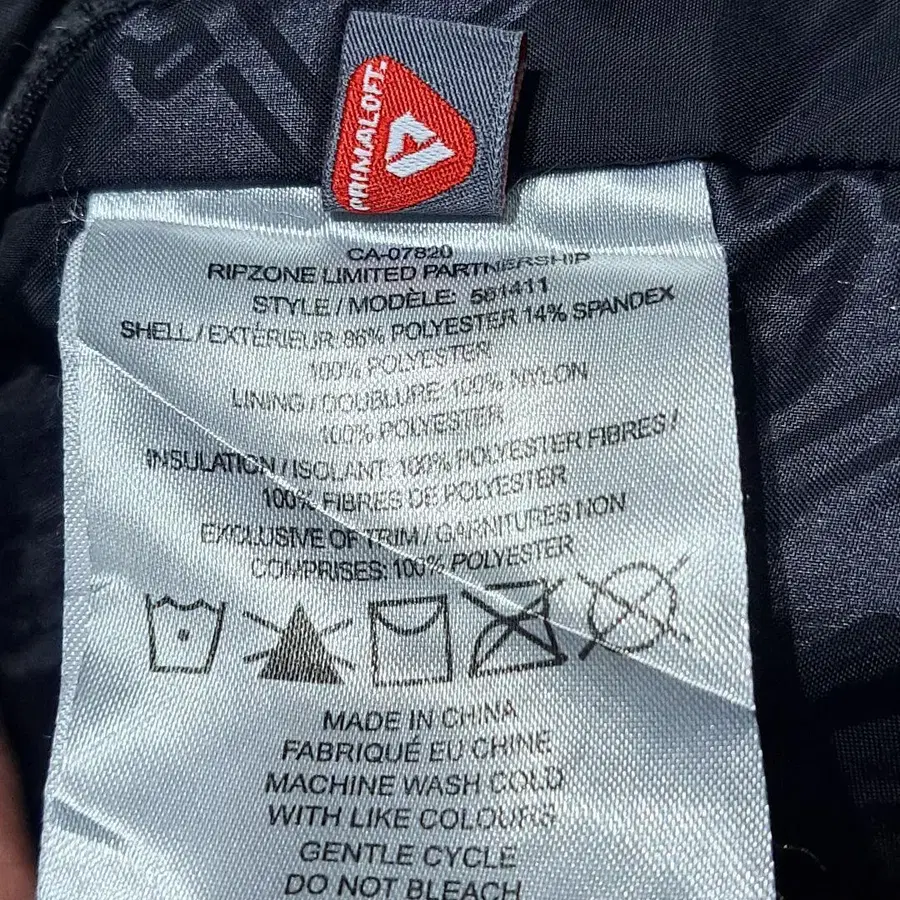 PRIMALOFT
CA-07820
RIPZONE LIMITED PARTNERSHIP
STYLE / MODÈLE: 561411
SHELL / EXTÉRIEUR: 86% POLYESTER 14% SPANDEX
100% POLYESTER
LINING / DOUBLURE: 100% NYLON
100% POLYESTER
INSULATION / ISOLANT: 100% POLYESTER FIBRES /
100% FIBRES DE POLYESTER
EXCLUSIVE OF TRIM / GARNITURES NON
COMPRISES: 100% POLYESTER
MADE IN CHINA
FABRIQUÉ EU CHINE
MACHINE WASH COLD
WITH LIKE COLOURS
GENTLE CYCLE
DO NOT BLEACH